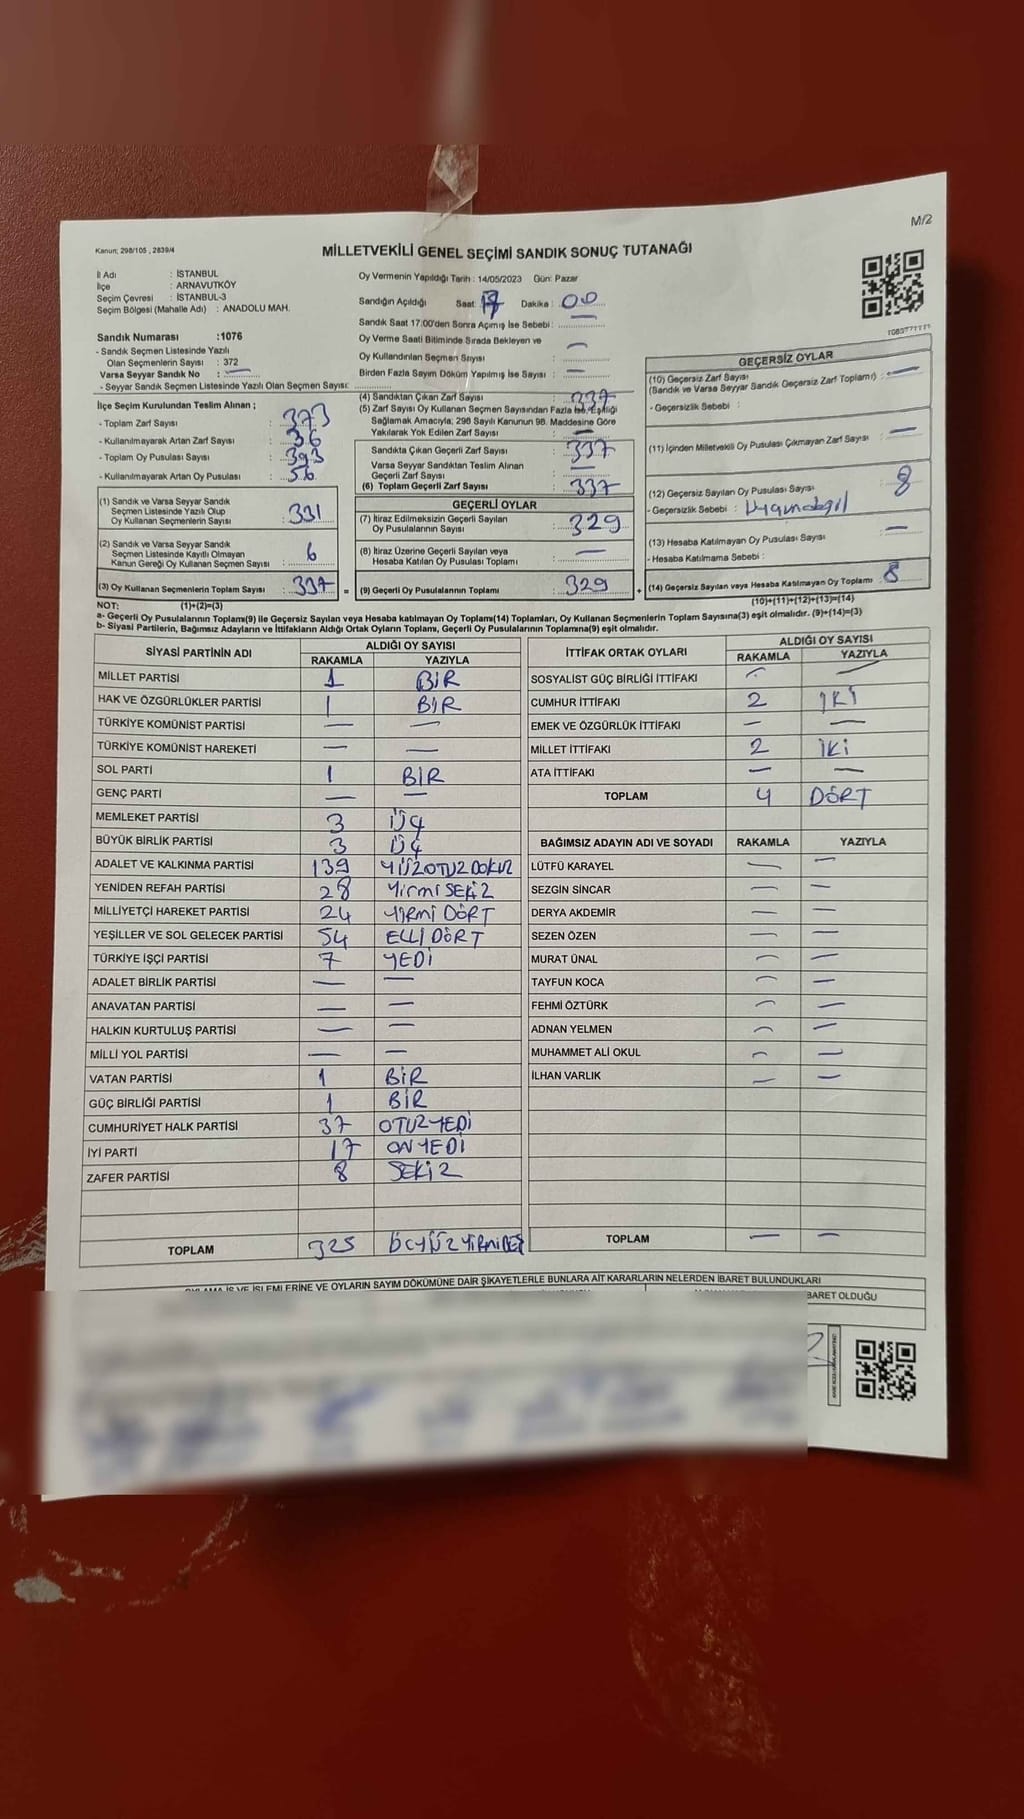 M/2
Kanun: 298/105 , 2839/4
MİLLETVEKİLİ GENEL SEÇİMİ SANDIK SONUÇ TUTANAĞI
İl Adı : İSTANBUL
İlçe : ARNAVUTKÖY
Seçim Çevresi : İSTANBUL-3
Seçim Bölgesi (Mahalle Adı) : ANADOLU MAH.
Oy Vermenin Yapıldığı Tarih : 14/05/2023 Gün: Pazar
Sandığın Açıldığı Saat: 17 Dakika : 00
Sandık Saat 17:00'den Sonra Açımış İse Sebebi :
Oy Verme Saati Bitiminde Sırada Bekleyen ve
Oy Kullandırılan Seçmen Sayısı :
Birden Fazla Sayım Döküm Yapılmış İse Sayısı : —
Sandık Numarası :1076
- Sandık Seçmen Listesinde Yazılı
Olan Seçmenlerin Sayısı : 372
Varsa Seyyar Sandık No : —
- Seyyar Sandık Seçmen Listesinde Yazılı Olan Seçmen Sayısı:
İlçe Seçim Kurulundan Teslim Alınan ;
- Toplam Zarf Sayısı : 373
- Kullanılmayarak Artan Zarf Sayısı : 36
- Toplam Oy Pusulası Sayısı : 393
- Kullanılmayarak Artan Oy Pusulası : 56
(1) Sandık ve Varsa Seyyar Sandık
Seçmen Listesinde Yazılı Olup
Oy Kullanan Seçmenlerin Sayısı : 331
(2) Sandık ve Varsa Seyyar Sandık
Seçmen Listesinde Kayıtlı Olmayan
Kanun Gereği Oy Kullanan Seçmen Sayısı : 6
(3) Oy Kullanan Seçmenlerin Toplam Sayısı : 337
(4) Sandıktan Çıkan Zarf Sayısı : 337
(5) Zarf Sayısı Oy Kullanan Seçmen Sayısından Fazla İse, Eşitliği
Sağlamak Amacıyla, 298 Sayılı Kanunun 98. Maddesine Göre
Yakılarak Yok Edilen Zarf Sayısı : —
Sandıkta Çıkan Geçerli Zarf Sayısı : 337
Varsa Seyyar Sandıktan Teslim Alınan
Geçerli Zarf Sayısı : —
(6) Toplam Geçerli Zarf Sayısı : 337
GEÇERLİ OYLAR
(7) İtiraz Edilmeksizin Geçerli Sayılan
Oy Pusulalarının Sayısı : 329
(8) İtiraz Üzerine Geçerli Sayılan veya
Hesaba Katılan Oy Pusulası Toplamı : —
= (9) Geçerli Oy Pusulalarının Toplamı : 329
GEÇERSİZ OYLAR
(10) Geçersiz Zarf Sayısı
(Sandık ve Varsa Seyyar Sandık Geçersiz Zarf Toplamı) : —
- Geçersizlik Sebebi :
(11) İçinden Milletvekili Oy Pusulası Çıkmayan Zarf Sayısı : —
(12) Geçersiz Sayılan Oy Pusulası Sayısı : 8
- Geçersizlik Sebebi :
(13) Hesaba Katılmayan Oy Pusulası Sayısı : —
- Hesaba Katılmama Sebebi :
+ (14) Geçersiz Sayılan veya Hesaba Katılmayan Oy Toplamı : 8
NOT: (1)+(2)=(3)
(10)+(11)+(12)+(13)=(14)
a- Geçerli Oy Pusulalarının Toplamı(9) ile Geçersiz Sayılan veya Hesaba katılmayan Oy Toplamı(14) Toplamları, Oy Kullanan Seçmenlerin Toplam Sayısına(3) eşit olmalıdır. (9)+(14)=(3)
b- Siyasi Partilerin, Bağımsız Adayların ve İttifakların Aldığı Ortak Oyların Toplamı, Geçerli Oy Pusulalarının Toplamına(9) eşit olmalıdır.
SİYASİ PARTİNİN ADI ALDIĞI OY SAYISI
RAKAMLA YAZIYLA
MİLLET PARTİSİ 1 BİR
HAK VE ÖZGÜRLÜKLER PARTİSİ 1 BİR
TÜRKİYE KOMÜNİST PARTİSİ — —
TÜRKİYE KOMÜNİST HAREKETİ — —
SOL PARTİ 1 BİR
GENÇ PARTİ — —
MEMLEKET PARTİSİ 3 ÜÇ
BÜYÜK BİRLİK PARTİSİ 3 ÜÇ
ADALET VE KALKINMA PARTİSİ 139 YÜZOTUZDOKUZ
YENİDEN REFAH PARTİSİ 28 YirmiSEKİZ
MİLLİYETÇİ HAREKET PARTİSİ 24 YİRMİ DÖRT
YEŞİLLER VE SOL GELECEK PARTİSİ 54 ELLİ DÖRT
TÜRKİYE İŞÇİ PARTİSİ 7 YEDİ
ADALET BİRLİK PARTİSİ — —
ANAVATAN PARTİSİ — —
HALKIN KURTULUŞ PARTİSİ — —
MİLLİ YOL PARTİSİ — —
VATAN PARTİSİ 1 BİR
GÜÇ BİRLİĞİ PARTİSİ 1 BİR
CUMHURİYET HALK PARTİSİ 37 OTUZYEDİ
İYİ PARTİ 17 ONYEDİ
ZAFER PARTİSİ 8 SEKİZ
TOPLAM 325 ÜÇYÜZYİRMİBEŞ
İTTİFAK ORTAK OYLARI ALDIĞI OY SAYISI
RAKAMLA YAZIYLA
SOSYALİST GÜÇ BİRLİĞİ İTTİFAKI — —
CUMHUR İTTİFAKI 2 İKİ
EMEK VE ÖZGÜRLÜK İTTİFAKI — —
MİLLET İTTİFAKI 2 İKİ
ATA İTTİFAKI — —
TOPLAM 4 DÖRT
BAĞIMSIZ ADAYIN ADI VE SOYADI RAKAMLA YAZIYLA
LÜTFÜ KARAYEL — —
SEZGİN SİNCAR — —
DERYA AKDEMİR — —
SEZEN ÖZEN — —
MURAT ÜNAL — —
TAYFUN KOCA — —
FEHMİ ÖZTÜRK — —
ADNAN YELMEN — —
MUHAMMET ALİ OKUL — —
İLHAN VARLIK — —
TOPLAM — —
İŞ VE İŞLEMLERİNE VE OYLARIN SAYIM DÖKÜMÜNE DAİR ŞİKAYETLERLE BUNLARA AİT KARARLARIN NELERDEN İBARET BULUNDUKLARI
BARET OLDUĞU